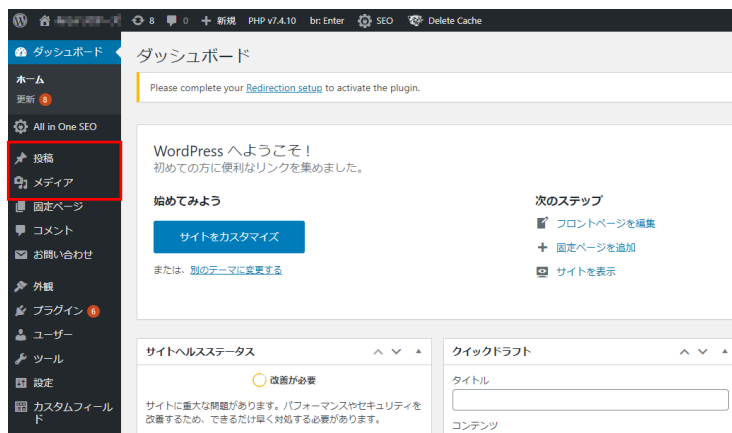 8 0 新規 PHP v7.4.10 br: Enter SEO Delete Cache
ダッシュボード
ホーム
更新 8
All in One SEO
投稿
メディア
固定ページ
コメント
お問い合わせ
外観
プラグイン 6
ユーザー
ツール
設定
カスタムフィール
ド
ダッシュボード
Please complete your Redirection setup to activate the plugin.
WordPress へようこそ！
初めての方に便利なリンクを集めました。
始めてみよう
サイトをカスタマイズ
または、別のテーマに変更する
次のステップ
フロントページを編集
固定ページを追加
サイトを表示
サイトヘルスステータス
改善が必要
サイトに重大な問題があります。パフォーマンスやセキュリティを
改善するため、できるだけ早く対処する必要があります。
クイックドラフト
タイトル
コンテンツ